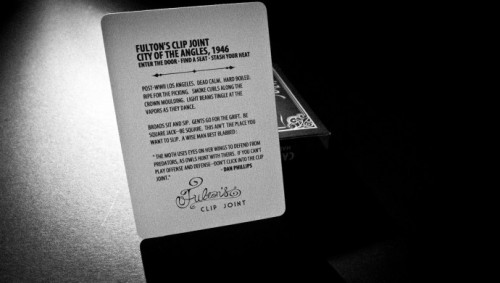 FULTON'S CLIP JOINT
CITY OF THE ANGLES, 1946
ENTER THE DOOR • FIND A SEAT • STASH YOUR HEAT
POST-WWII LOS ANGELES. DEAD CALM. HARD BOILED.
RIPE FOR THE PICKING. SMOKE CURLS ALONG THE
CROWN MOULDING. LIGHT BEAMS TINGLE AT THE
VAPORS AS THEY DANCE.
BROADS SIT AND SIP. GENTS GO FOR THE GRIFT. BE
SQUARE JACK--BE SQUARE. THIS AIN'T THE PLACE YOU
WANT TO SLIP. A WISE MAN BEST BLABBED:
"THE MOTH USES EYES ON HER WINGS TO DEFEND FROM
PREDATORS, AS OWLS HUNT WITH THEIRS. IF YOU CAN'T
PLAY OFFENSE AND DEFENSE--DON'T CLICK INTO THE CLIP
JOINT."
- DAN PHILLIPS
Fulton's
CLIP JOINT